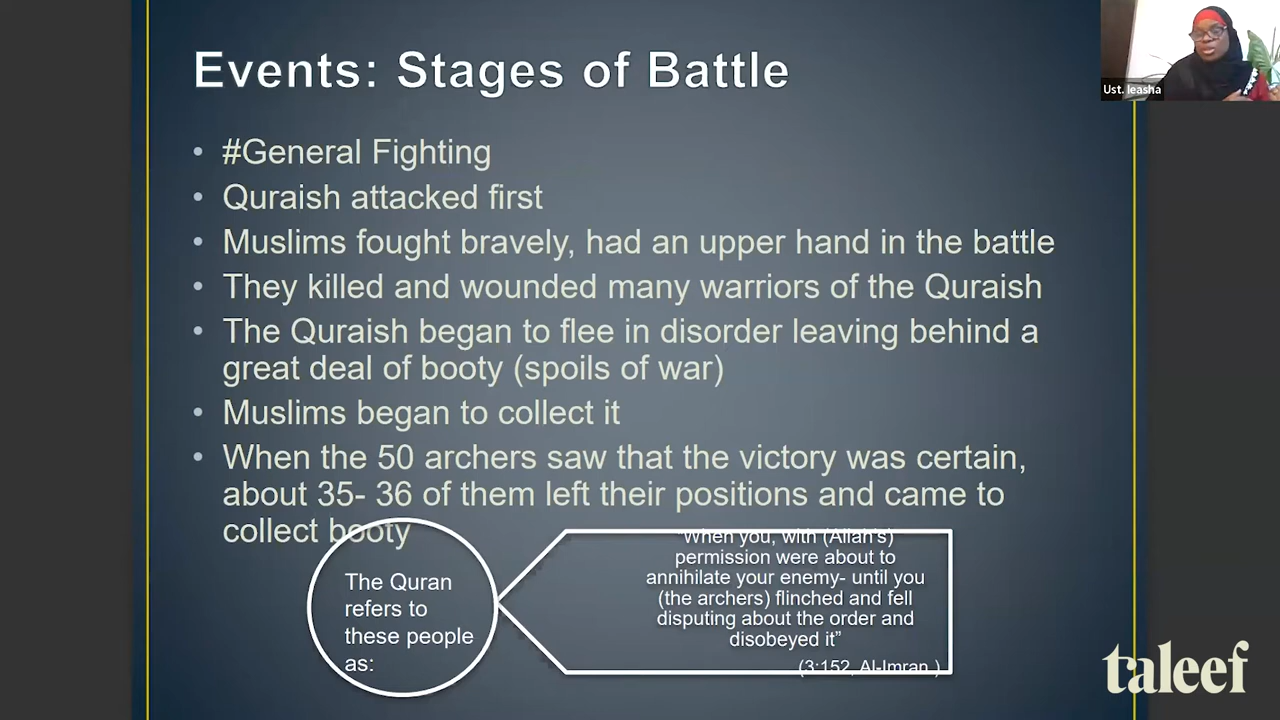 Events: Stages of Battle
Ust. Ieasha
• #General Fighting
• Quraish attacked first
• Muslims fought bravely, had an upper hand in the battle
• They killed and wounded many warriors of the Quraish
• The Quraish began to flee in disorder leaving behind a
great deal of booty (spoils of war)
• Muslims began to collect it
• When the 50 archers saw that the victory was certain,
about 35- 36 of them left their positions and came to
collect booty
The Quran
refers to
these people
as:
"When you, with (Allah's)
permission were about to
annihilate your enemy- until you
(the archers) flinched and fell
disputing about the order and
disobeyed it”
(3:152, Al-Imran )
taleef